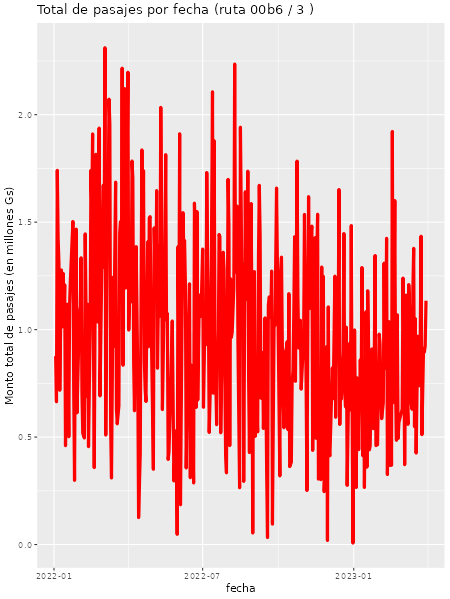 Total de pasajes por fecha (ruta 00b6 / 3 )
Monto total de pasajes (en millones Gs)
2.0
1.5
1.0
0.5
0.0
2022-01
2022-07
2023-01
fecha